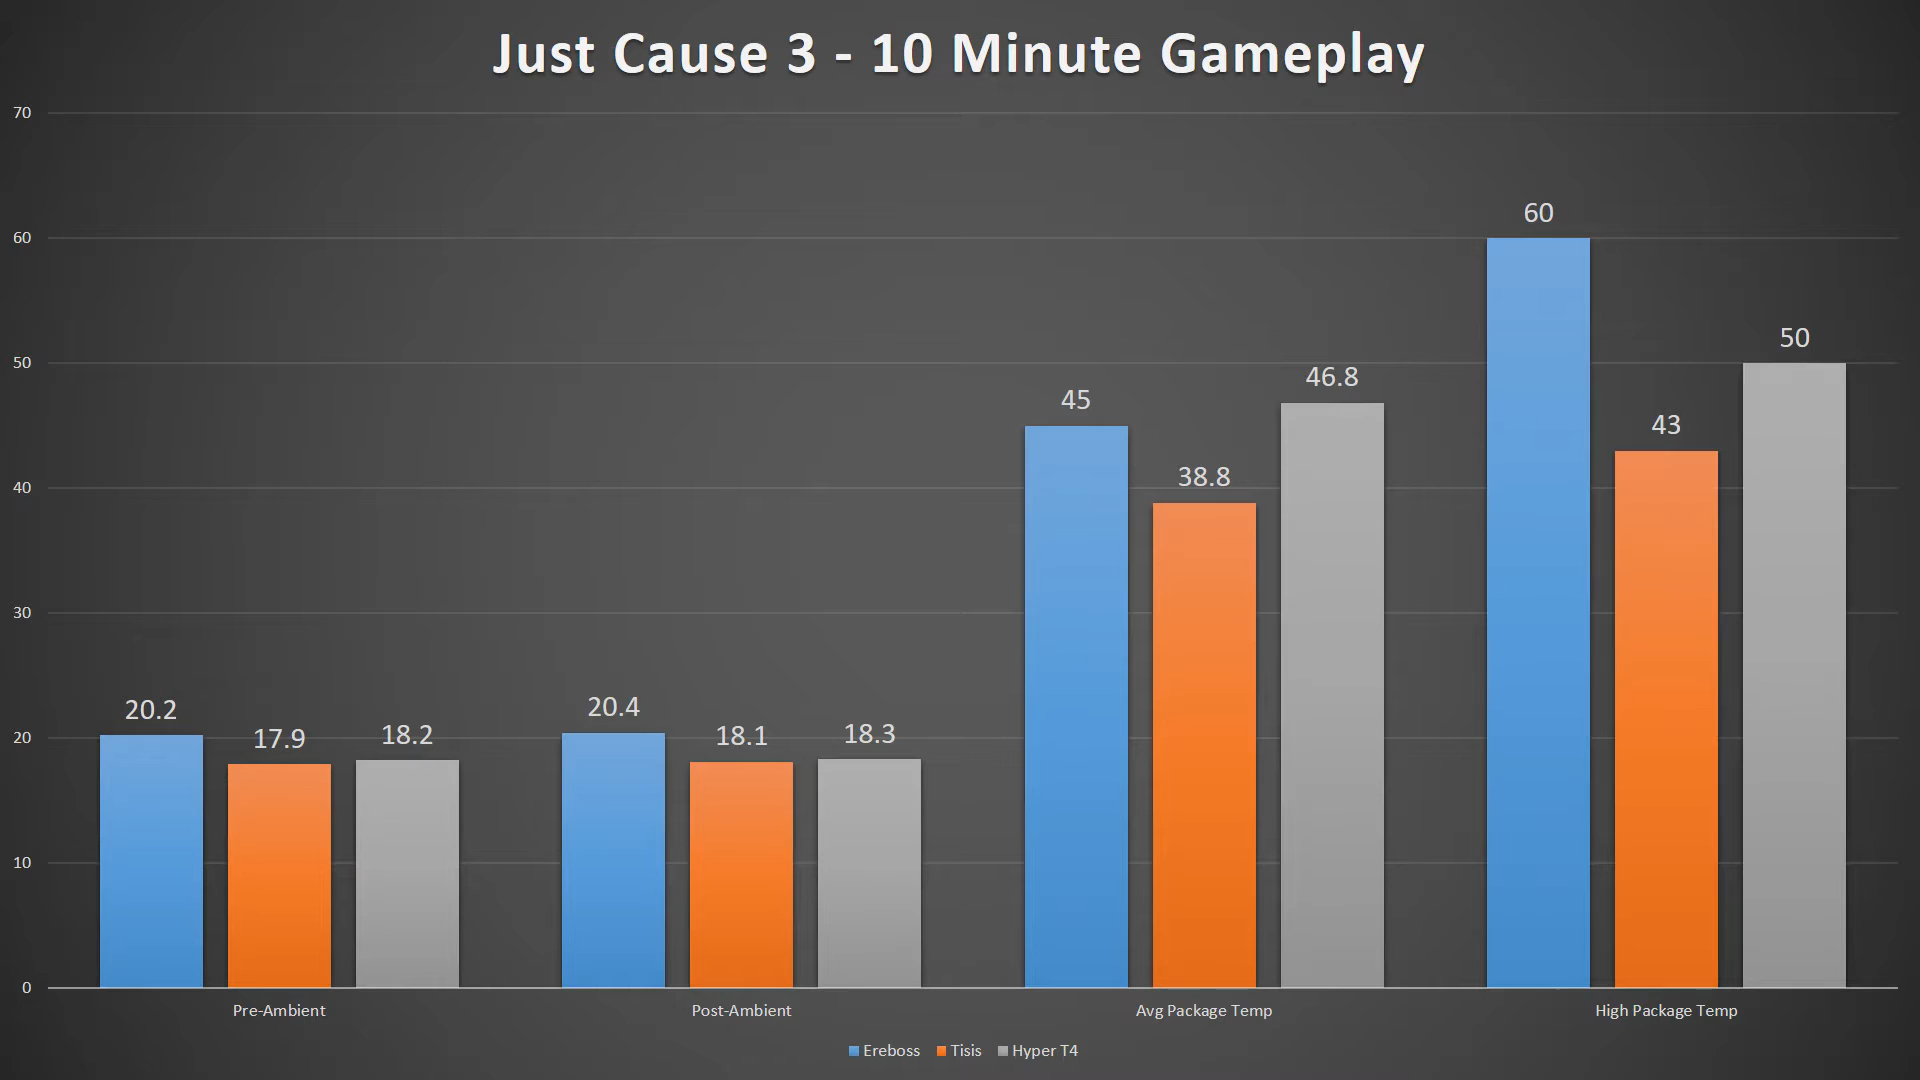 Just Cause 3 - 10 Minute Gameplay
70
60
50
40
30
20
10
0
20.2
17.9
18.2
20.4
18.1
18.3
45
38.8
46.8
60
43
50
Pre-Ambient
Post-Ambient
Avg Package Temp
High Package Temp
Ereboss
Tisis
Hyper T4